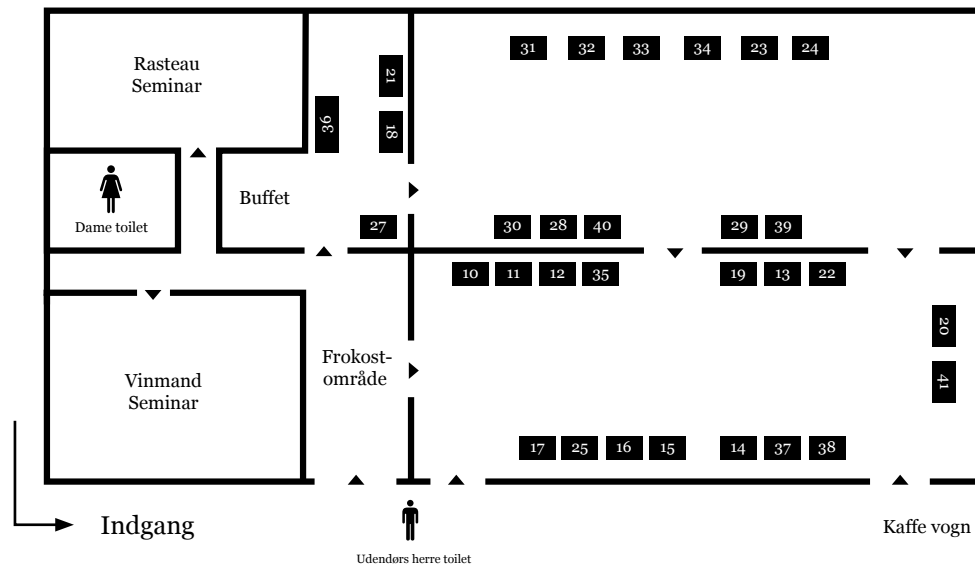 31 32 33 34 23 24
Rasteau
Seminar
21
36
18
Buffet
Dame toilet
27
30 28 40 29 39
10 11 12 35 19 13 22
20
Frokost-
område
41
Vinmand
Seminar
17 25 16 15 14 37 38
Indgang
Kaffe vogn
Udendørs herre toilet